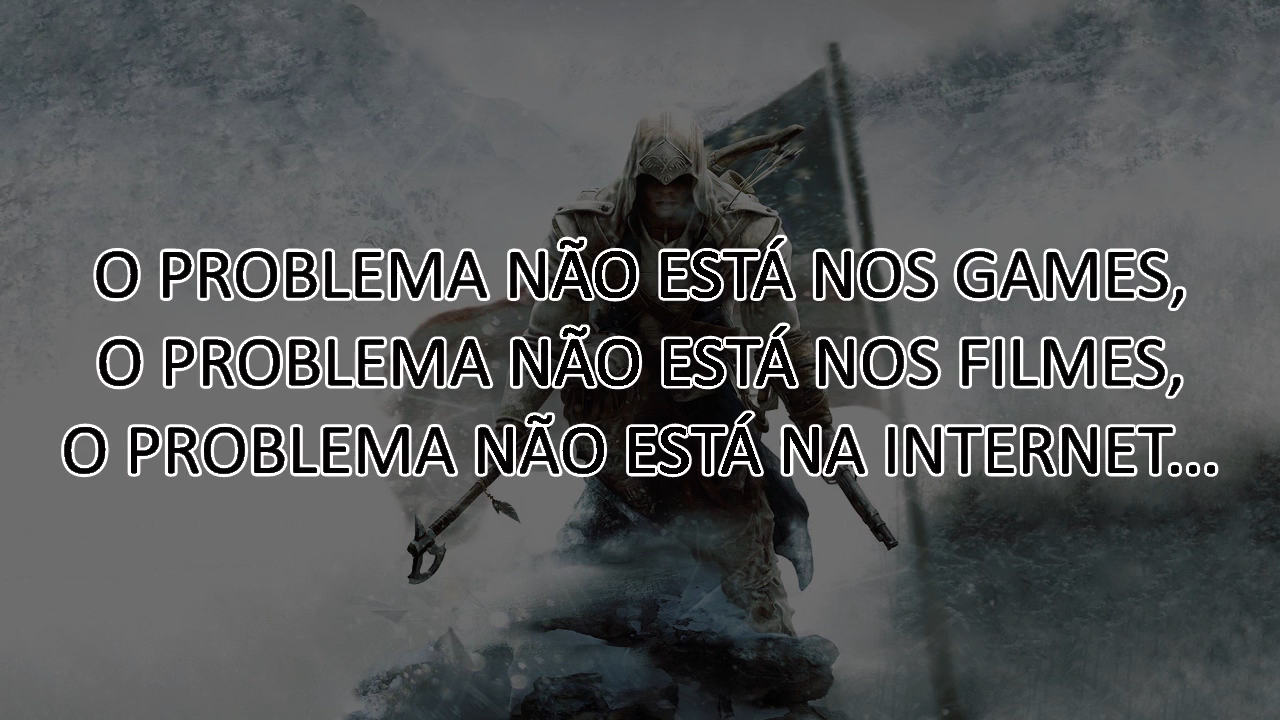 O PROBLEMA NÃO ESTÁ NOS GAMES,
O PROBLEMA NÃO ESTÁ NOS FILMES,
O PROBLEMA NÃO ESTÁ NA INTERNET...